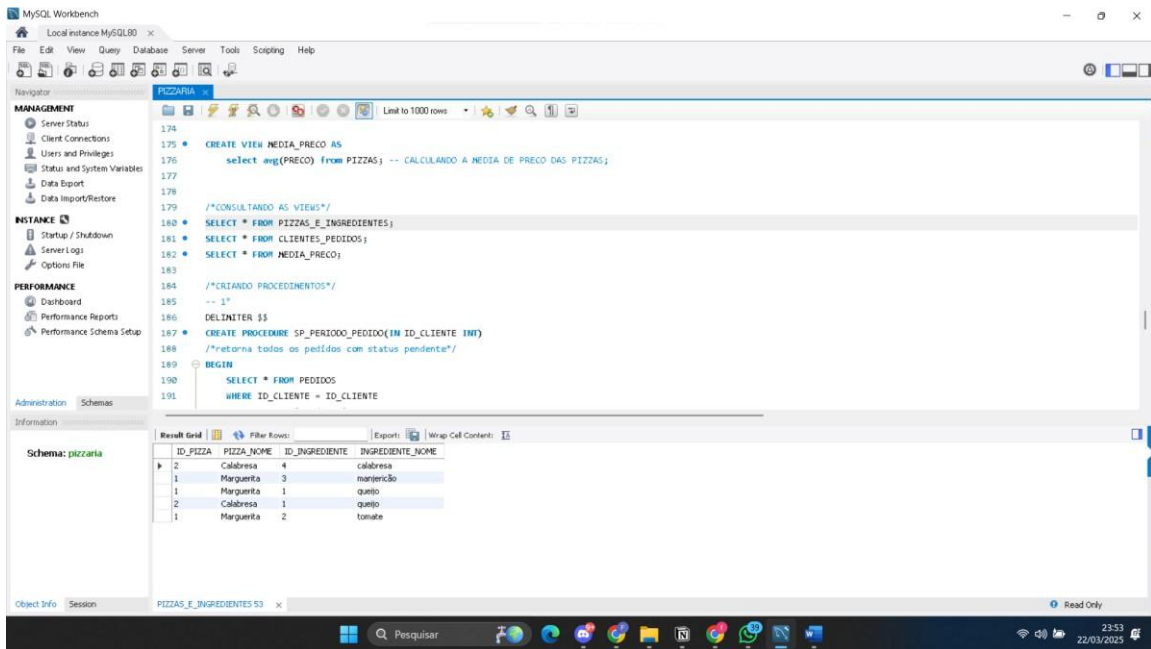 MySQL Workbench
Local instance MySQL80 ×
File Edit View Query Database Server Tools Scripting Help
Navigator
PIZZARIA ×
MANAGEMENT
Server Status
Client Connections
Users and Privileges
Status and System Variables
Data Export
Data Import/Restore
INSTANCE
Startup / Shutdown
Server Logs
Options File
PERFORMANCE
Dashboard
Performance Reports
Performance Schema Setup
Administration Schemas
Limit to 1000 rows
174
175 CREATE VIEW MEDIA_PRECO AS
176 select avg(PRECO) from PIZZAS; -- CALCULANDO A MEDIA DE PRECO DAS PIZZAS;
177
178
179 /*CONSULTANDO AS VIEWS*/
180 SELECT * FROM PIZZAS_E_INGREDIENTES;
181 SELECT * FROM CLIENTES_PEDIDOS;
182 SELECT * FROM MEDIA_PRECO;
183
184 /*CRIANDO PROCEDIMENTOS*/
185 -- 1°
186 DELIMITER $$
187 CREATE PROCEDURE SP_PERIODO_PEDIDO(IN ID_CLIENTE INT)
188 /*retorna todos os pedidos com status pendente*/
189 BEGIN
190 SELECT * FROM PEDIDOS
191 WHERE ID_CLIENTE = ID_CLIENTE
Information
Schema: pizzaria
Result Grid Filter Rows: Export: Wrap Cell Content:
ID_PIZZA PIZZA_NOME ID_INGREDIENTE INGREDIENTE_NOME
2 Calabresa 4 calabresa
1 Marguerita 3 manjericão
1 Marguerita 1 queijo
2 Calabresa 1 queijo
1 Marguerita 2 tomate
Object Info Session
PIZZAS_E_INGREDIENTES 53 ×
Read Only
Pesquisar
39
23:53
22/03/2025